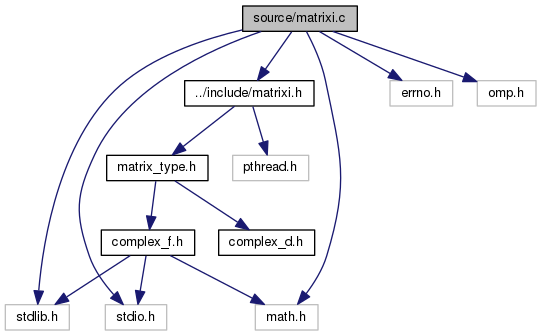 source/matrixi.c
../include/matrixi.h
errno.h
omp.h
matrix_type.h
pthread.h
complex_f.h
complex_d.h
stdlib.h
stdio.h
math.h